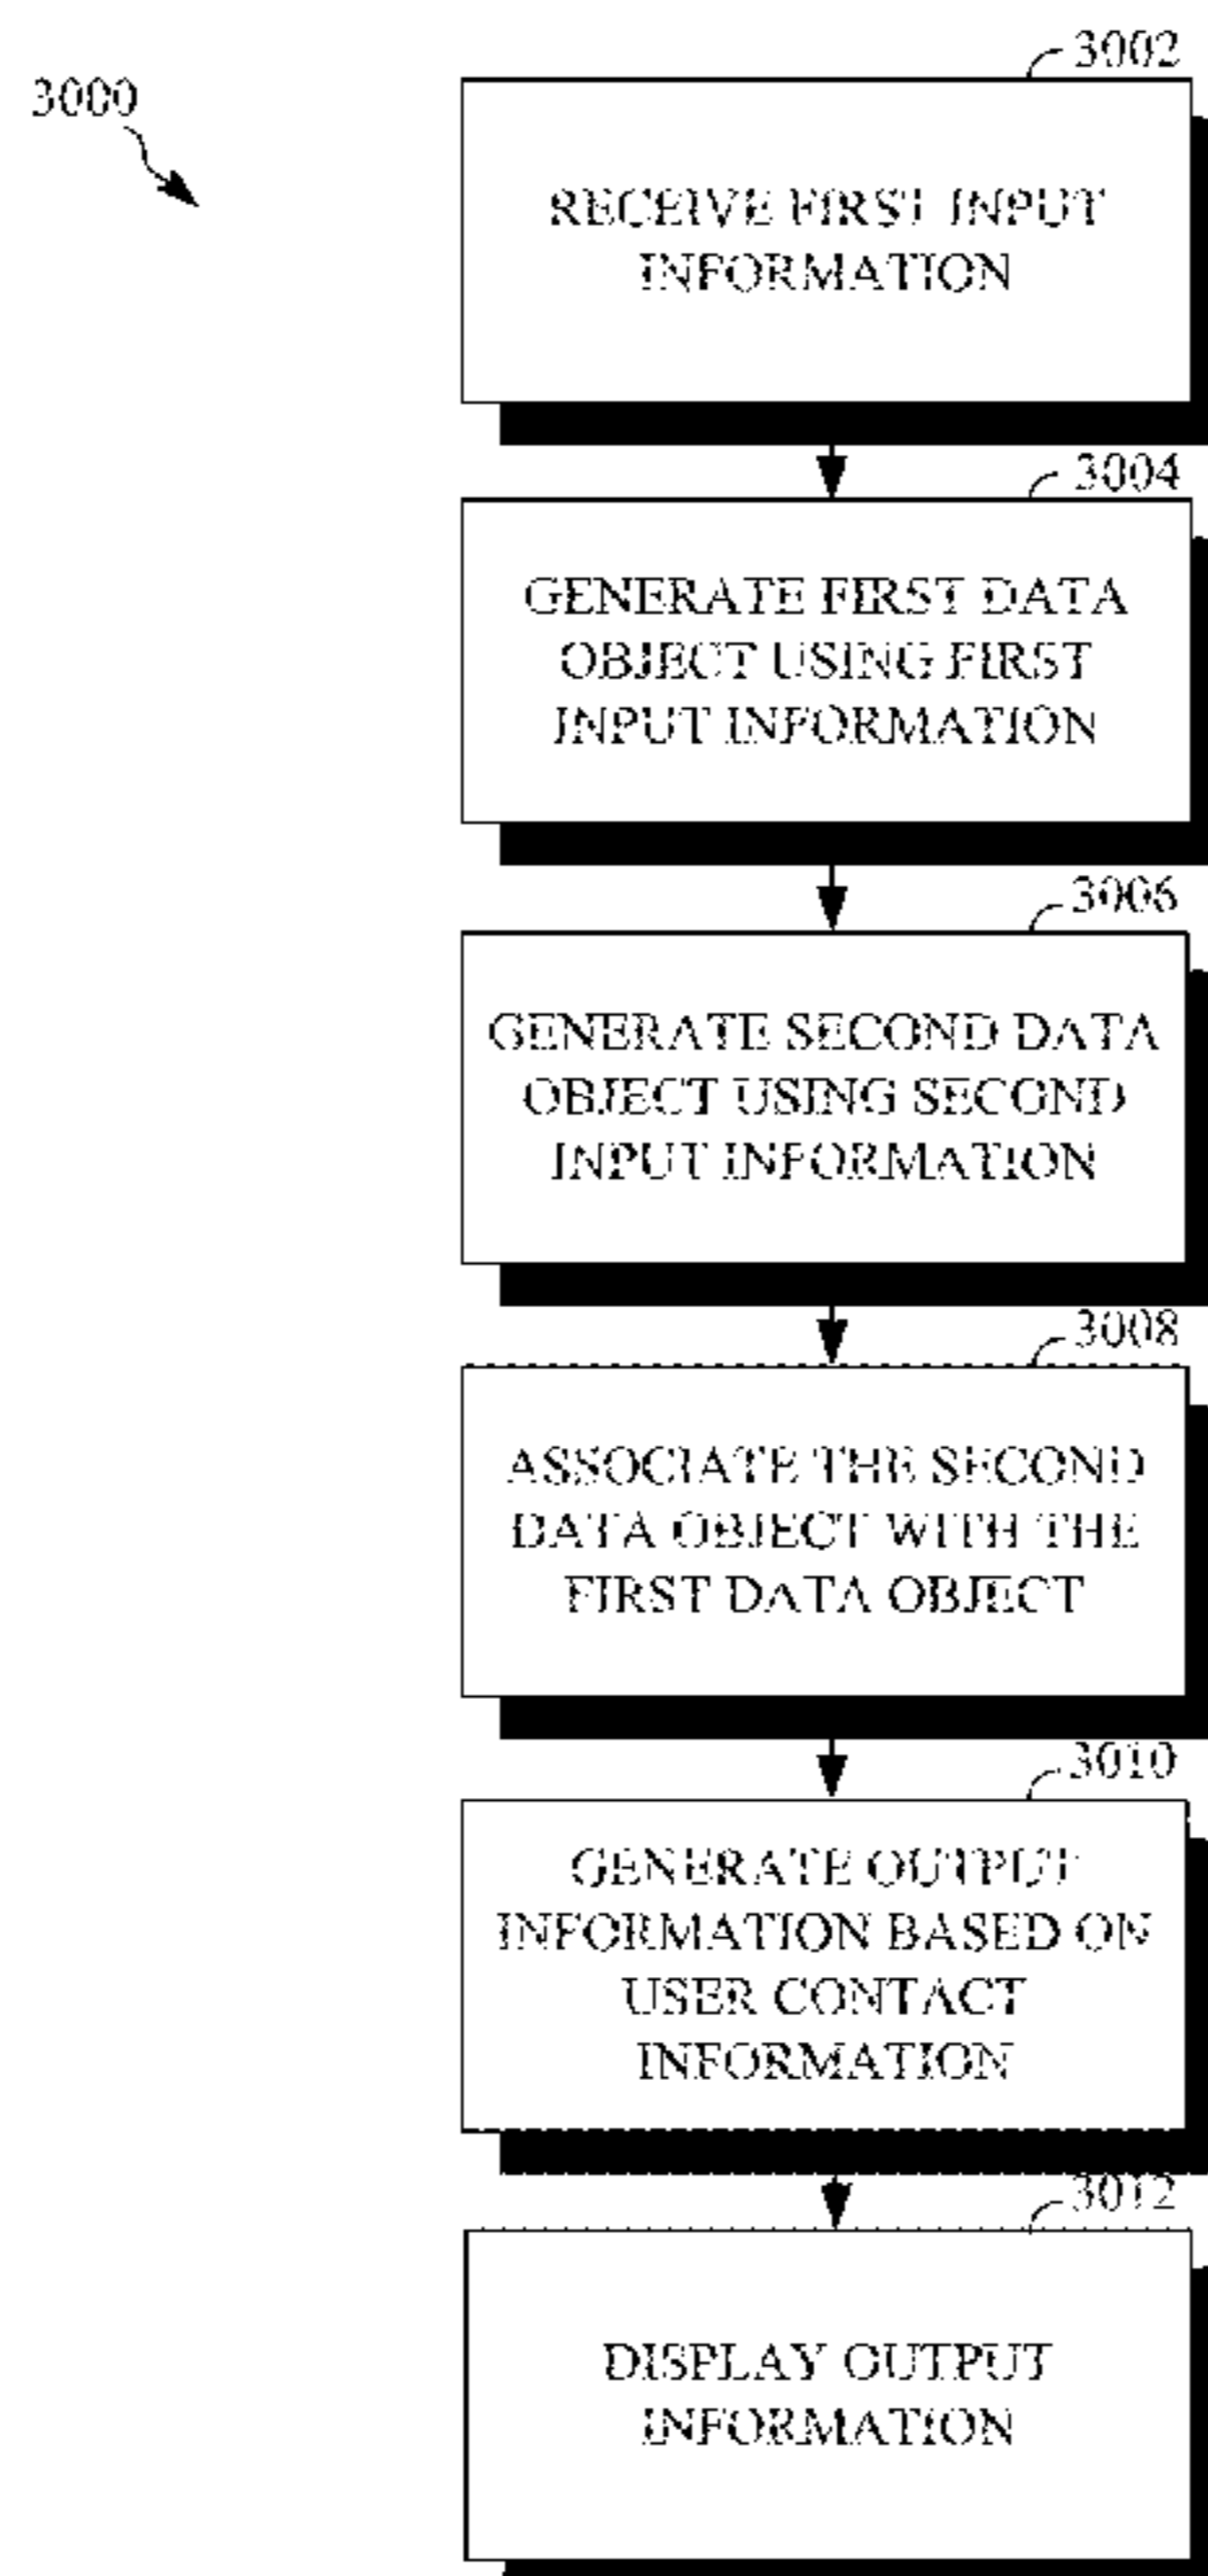 3000
3002
RECEIVE FIRST INPUT
INFORMATION
3004
GENERATE FIRST DATA
OBJECT USING FIRST
INPUT INFORMATION
3006
GENERATE SECOND DATA
OBJECT USING SECOND
INPUT INFORMATION
3008
ASSOCIATE THE SECOND
DATA OBJECT WITH THE
FIRST DATA OBJECT
3010
GENERATE OUTPUT
INFORMATION BASED ON
USER CONTACT
INFORMATION
3012
DISPLAY OUTPUT
INFORMATION